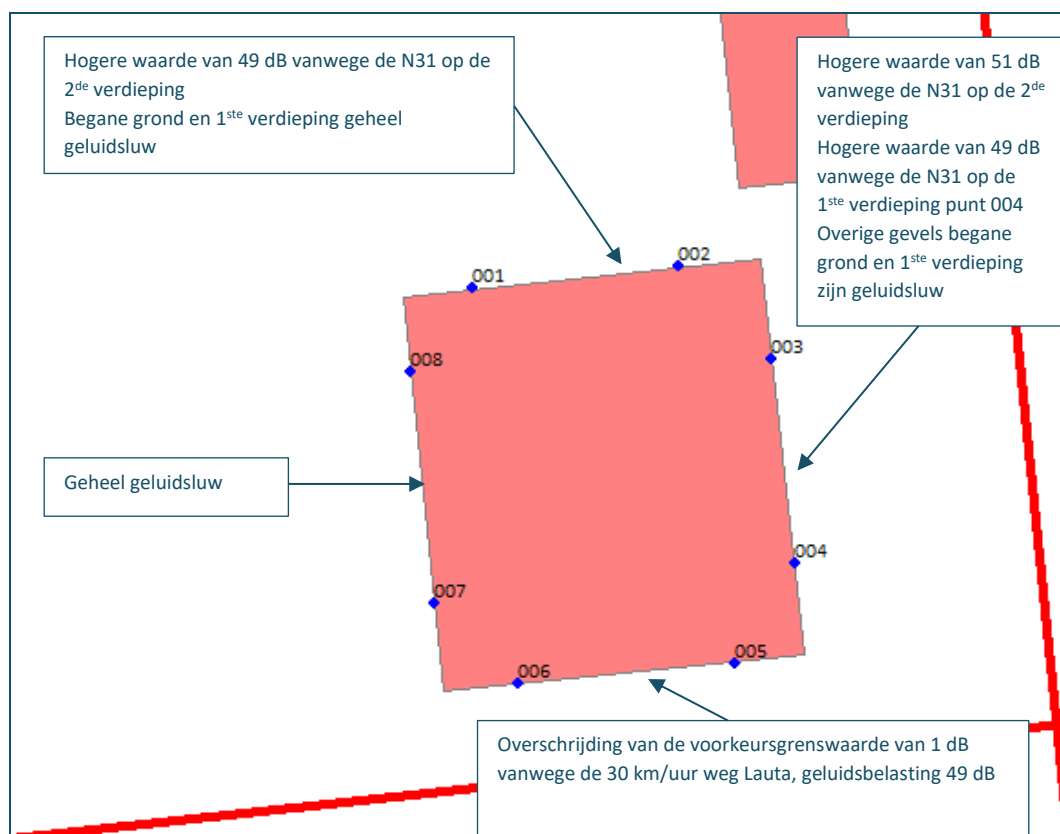 Hogere waarde van 49 dB vanwege de N31 op de
2de verdieping
Begane grond en 1ste verdieping geheel
geluidsluw
Hogere waarde van 51 dB
vanwege de N31 op de 2de
verdieping
Hogere waarde van 49 dB
vanwege de N31 op de
1ste verdieping punt 004
Overige gevels begane
grond en 1ste verdieping
zijn geluidsluw
002
001
003
008
Geheel geluidsluw
004
007
005
006
Overschrijding van de voorkeursgrenswaarde van 1 dB
vanwege de 30 km/uur weg Lauta, geluidsbelasting 49 dB